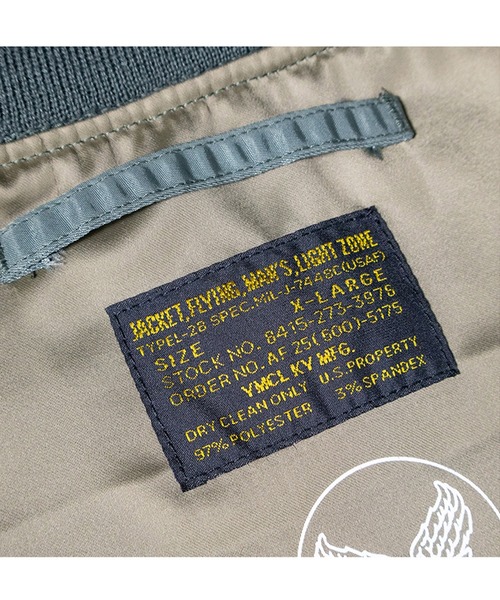 JACKET, FLYING, MAN'S, LIGHT ZONE
TYPE L-2B SPEC. MIL-J-7448C (USAF)
SIZE X-LARGE
STOCK NO. 8415-273-3976
ORDER NO. AF 25(600)-5175
YMCL.KY MFG.
DRY CLEAN ONLY U.S. PROPERTY
97% POLYESTER 3% SPANDEX